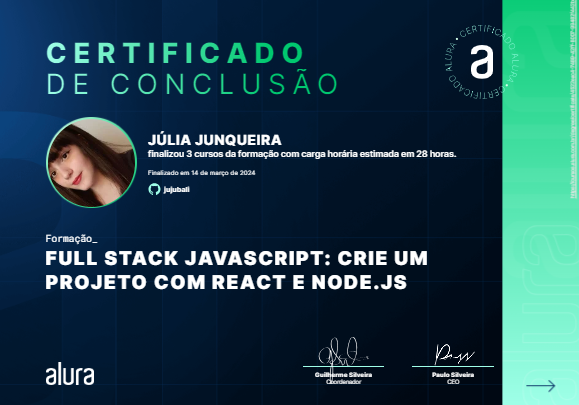 CERTIFICADO
DE CONCLUSÃO
ALURA • CERTIFICADO ALURA • CERTIFICADO
a
JÚLIA JUNQUEIRA
finalizou 3 cursos da formação com carga horária estimada em 28 horas.
Finalizado em 14 de março de 2024
jujubali
Formação_
FULL STACK JAVASCRIPT: CRIE UM
PROJETO COM REACT E NODE.JS
alura
Guilherme Silveira
Coordenador
Paulo Silveira
CEO
alura